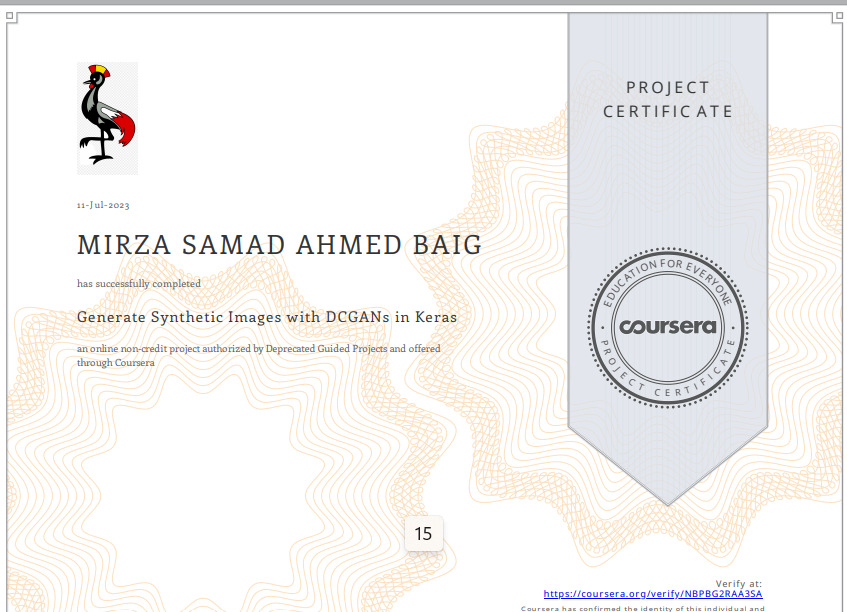 PROJECT
CERTIFICATE
11-Jul-2023
MIRZA SAMAD AHMED BAIG
has successfully completed
Generate Synthetic Images with DCGANs in Keras
an online non-credit project authorized by Deprecated Guided Projects and offered
through Coursera
EDUCATION FOR EVERYONE
coursera
PROJECT CERTIFICATE
15
Verify at:
https://coursera.org/verify/NBPBG2RAA3SA
Coursera has confirmed the identity of this individual and